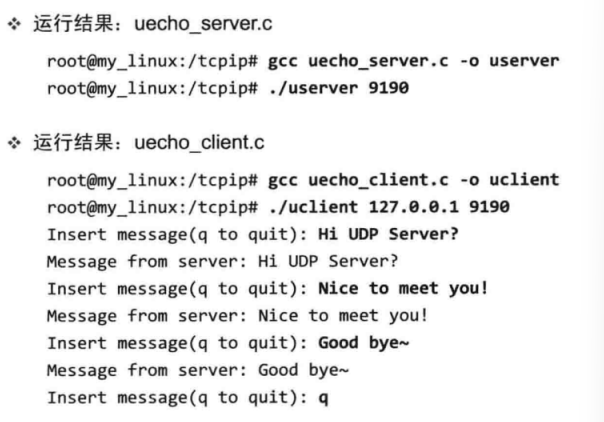 ❖ 运行结果：uecho_server.c
root@my_linux:/tcpip# gcc uecho_server.c -o userver
root@my_linux:/tcpip# ./userver 9190
❖ 运行结果：uecho_client.c
root@my_linux:/tcpip# gcc uecho_client.c -o uclient
root@my_linux:/tcpip# ./uclient 127.0.0.1 9190
Insert message(q to quit): Hi UDP Server?
Message from server: Hi UDP Server?
Insert message(q to quit): Nice to meet you!
Message from server: Nice to meet you!
Insert message(q to quit): Good bye~
Message from server: Good bye~
Insert message(q to quit): q